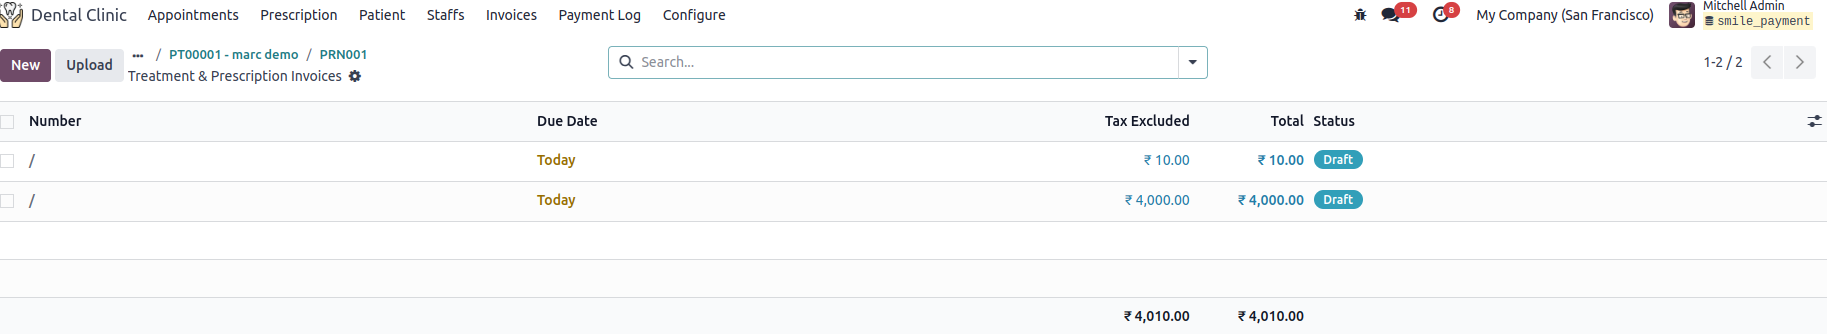 Dental Clinic Appointments Prescription Patient Staffs Invoices Payment Log Configure 11 8 My Company (San Francisco) Mitchell Admin
smile_payment
New Upload ... / PT00001 - marc demo / PRN001
Treatment & Prescription Invoices
Search...
1-2 / 2
Number Due Date Tax Excluded Total Status
/ Today ₹ 10.00 ₹ 10.00 Draft
/ Today ₹ 4,000.00 ₹ 4,000.00 Draft
₹ 4,010.00 ₹ 4,010.00